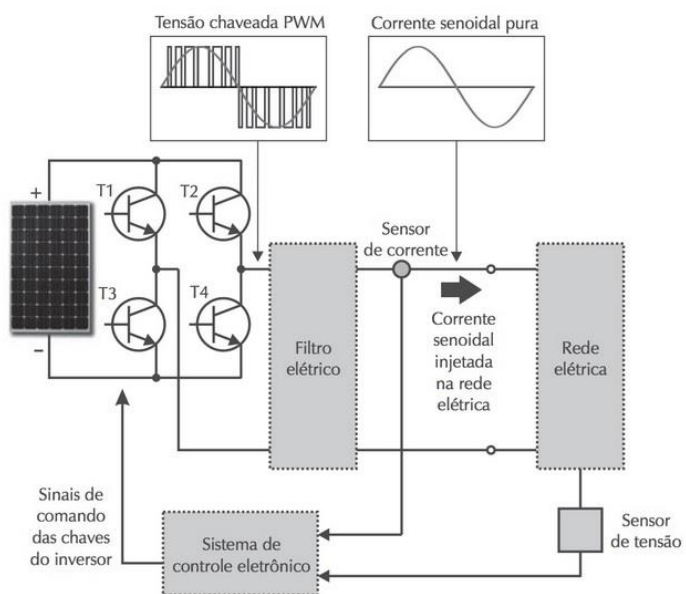 Tensão chaveada PWM
Corrente senoidal pura
+
T1
T2
Sensor
de corrente
T3
T4
–
Filtro
elétrico
Corrente
senoidal
injetada
na rede
elétrica
Rede
elétrica
Sinais de
comando
das chaves
do inversor
Sistema de
controle eletrônico
Sensor
de tensão